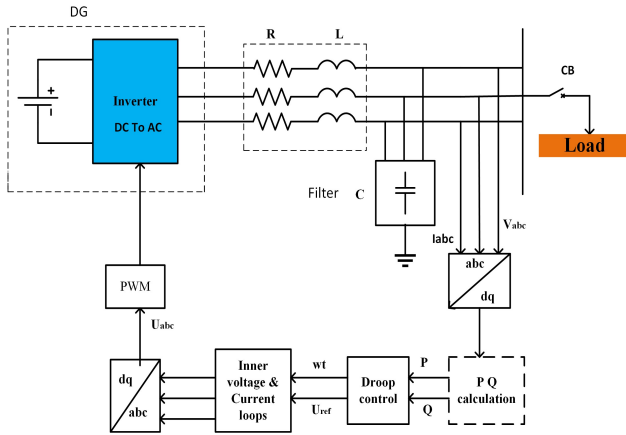 DG
R
L
Inverter
DC To AC
+
CB
Load
Filter
C
Iabc
Vabc
abc
dq
PWM
Uabc
dq
abc
Inner
voltage &
Current
loops
wt
Uref
Droop
control
P
Q
P Q
calculation